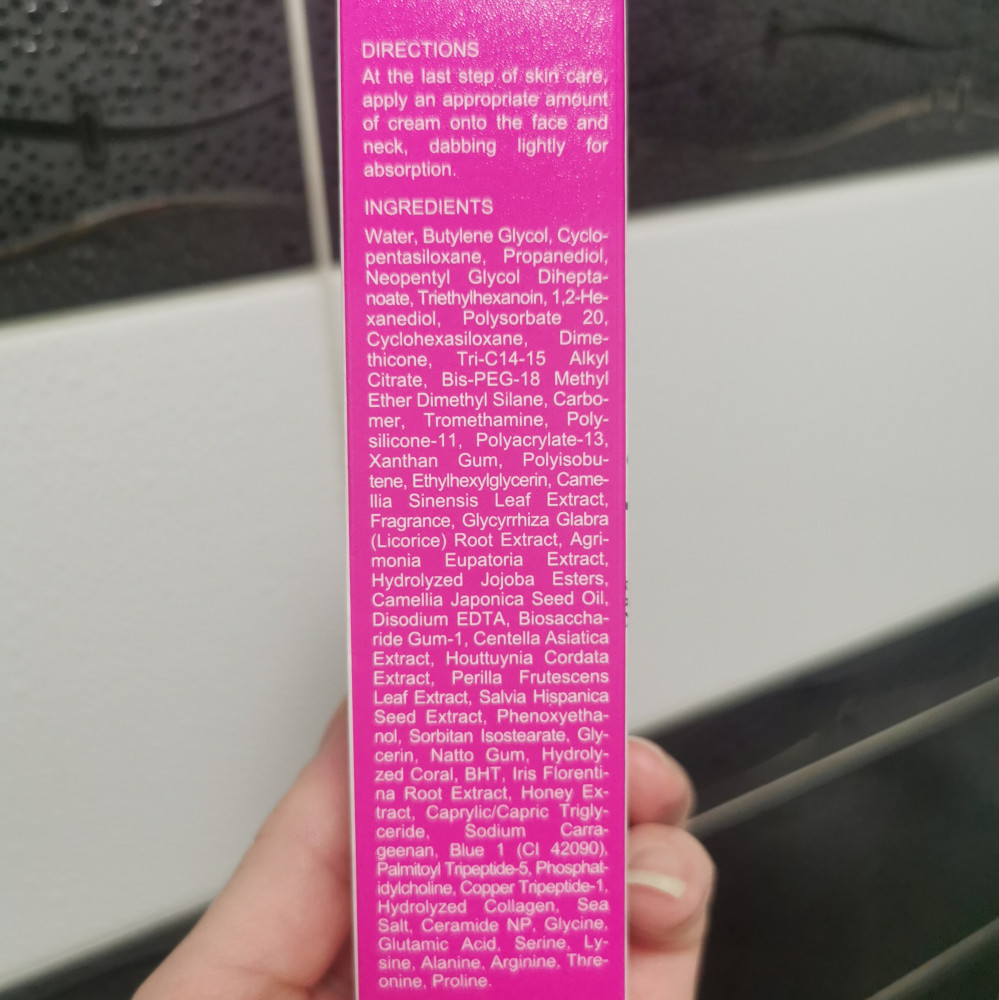 DIRECTIONS
At the last step of skin care,
apply an appropriate amount
of cream onto the face and
neck, dabbing lightly for
absorption.
INGREDIENTS
Water, Butylene Glycol, Cyclo-
pentasiloxane, Propanediol,
Neopentyl Glycol Dihepta-
noate, Triethylhexanoin, 1,2-He-
xanediol, Polysorbate 20,
Cyclohexasiloxane, Dime-
thicone, Tri-C14-15 Alkyl
Citrate, Bis-PEG-18 Methyl
Ether Dimethyl Silane, Carbo-
mer, Tromethamine, Poly-
silicone-11, Polyacrylate-13,
Xanthan Gum, Polyisobu-
tene, Ethylhexylglycerin, Came-
llia Sinensis Leaf Extract,
Fragrance, Glycyrrhiza Glabra
(Licorice) Root Extract, Agri-
monia Eupatoria Extract,
Hydrolyzed Jojoba Esters,
Camellia Japonica Seed Oil,
Disodium EDTA, Biosaccha-
ride Gum-1, Centella Asiatica
Extract, Houttuynia Cordata
Extract, Perilla Frutescens
Leaf Extract, Salvia Hispanica
Seed Extract, Phenoxyetha-
nol, Sorbitan Isostearate, Gly-
cerin, Natto Gum, Hydroly-
zed Coral, BHT, Iris Florenti-
na Root Extract, Honey Ex-
tract, Caprylic/Capric Trigly-
ceride, Sodium Carra-
geenan, Blue 1 (CI 42090),
Palmitoyl Tripeptide-5, Phosphat-
idylcholine, Copper Tripeptide-1,
Hydrolyzed Collagen, Sea
Salt, Ceramide NP, Glycine,
Glutamic Acid, Serine, Ly-
sine, Alanine, Arginine, Thre-
onine, Proline.